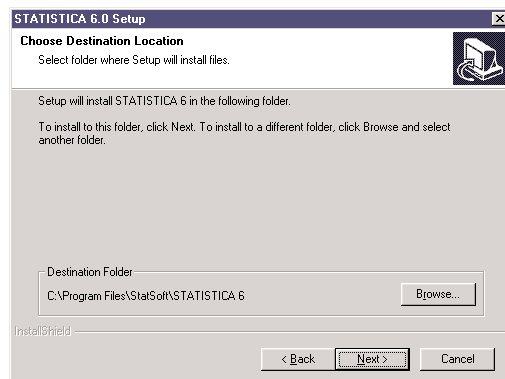 STATISTICA 6.0 Setup
Choose Destination Location
Select folder where Setup will install files.
Setup will install STATISTICA 6 in the following folder.
To install to this folder, click Next. To install to a different folder, click Browse and select
another folder.
Destination Folder
C:\Program Files\StatSoft\STATISTICA 6
Browse...
InstallShield
< Back
Next >
Cancel